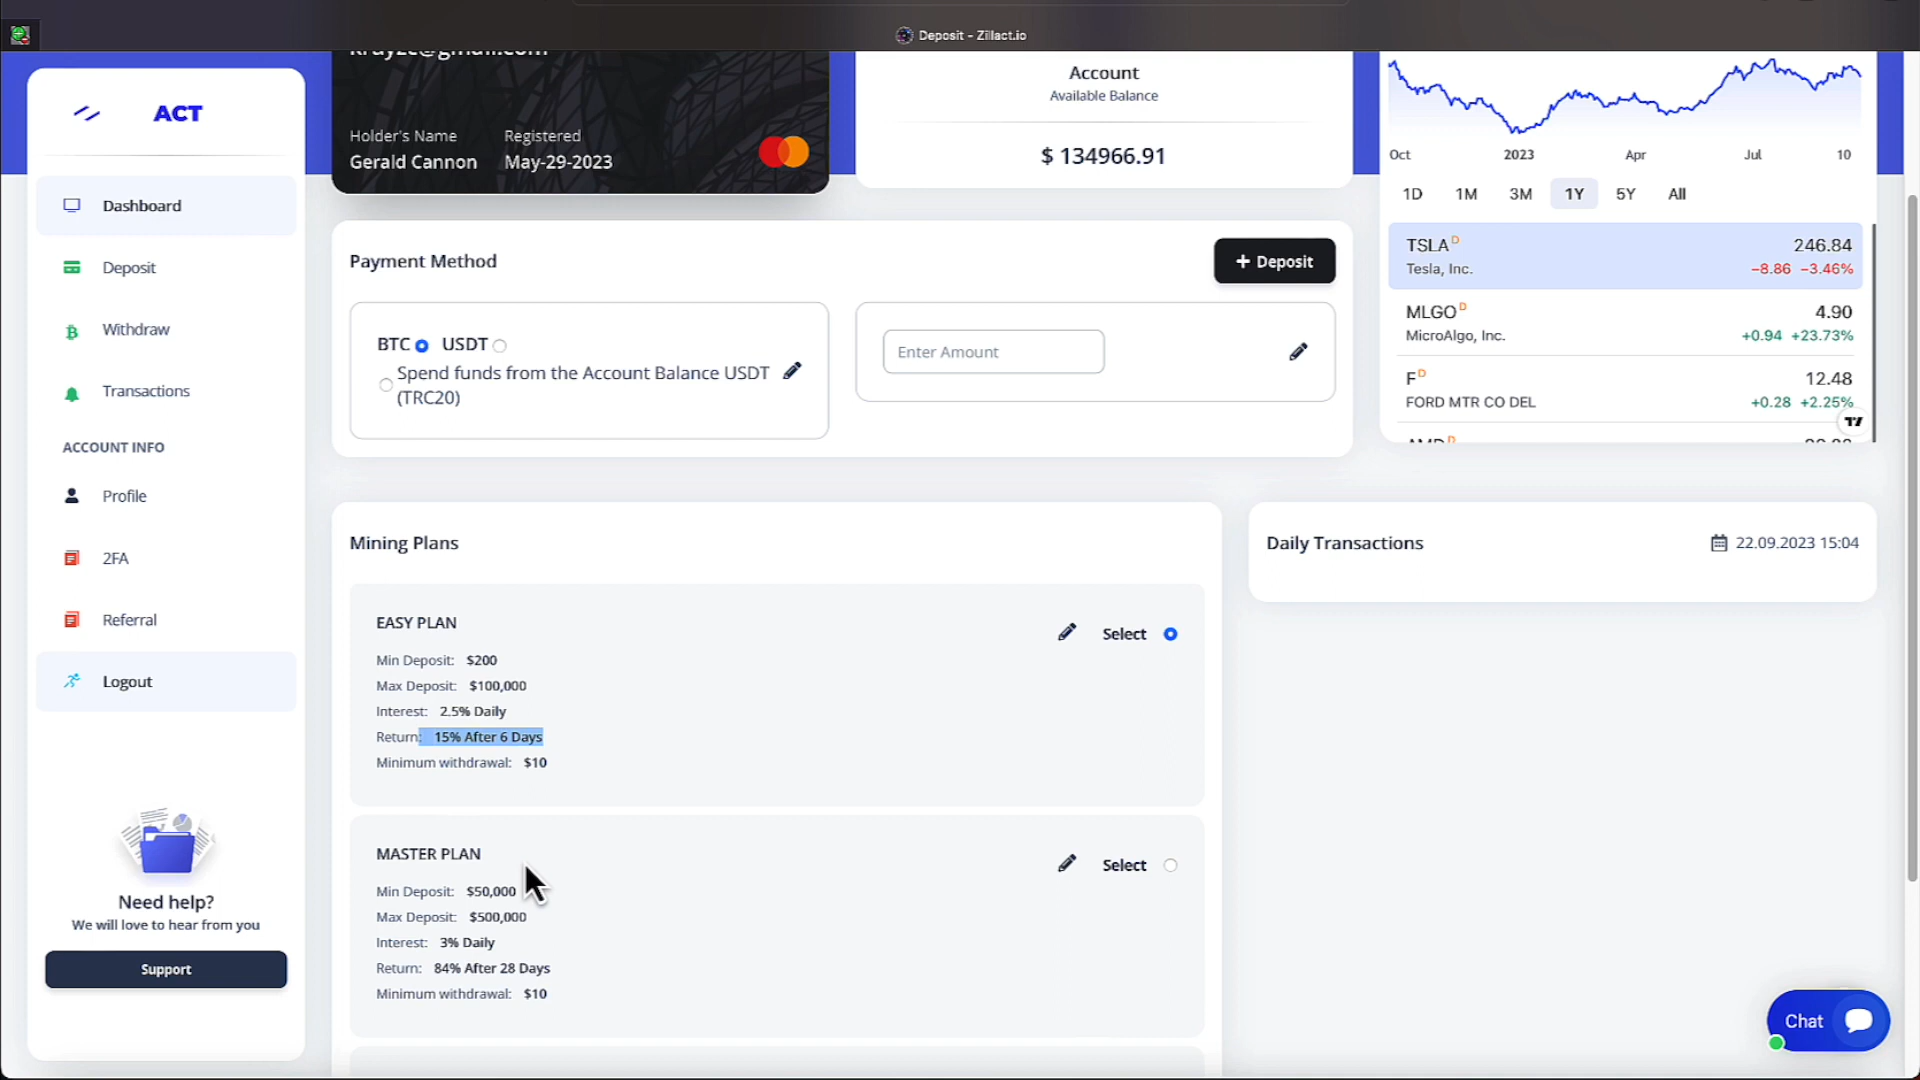 Deposit - Zillact.io
Holder's Name
Registered
Gerald Cannon
May-29-2023
Account
Available Balance
$ 134966.91
Oct
2023
Apr
Jul
10
1D
1M
3M
1Y
5Y
All
TSLA D
246.84
Tesla, Inc.
−8.86 −3.46%
MLGO D
4.90
MicroAlgo, Inc.
+0.94 +23.73%
F D
12.48
FORD MTR CO DEL
+0.28 +2.25%
ACT
Dashboard
Deposit
Withdraw
Transactions
ACCOUNT INFO
Profile
2FA
Referral
Logout
Need help?
We will love to hear from you
Support
Payment Method
+ Deposit
BTC
USDT
Spend funds from the Account Balance USDT
(TRC20)
Enter Amount
Mining Plans
EASY PLAN
Select
Min Deposit: $200
Max Deposit: $100,000
Interest: 2.5% Daily
Return: 15% After 6 Days
Minimum withdrawal: $10
MASTER PLAN
Select
Min Deposit: $50,000
Max Deposit: $500,000
Interest: 3% Daily
Return: 84% After 28 Days
Minimum withdrawal: $10
Daily Transactions
22.09.2023 15:04
Chat